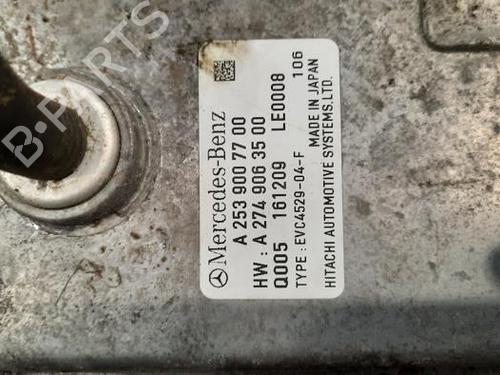 Mercedes-Benz
A 253 900 77 00
HW : A 274 906 35 00
Q005 161209 LE0008
TYPE : EVC4529-04-F 106
MADE IN JAPAN
HITACHI AUTOMOTIVE SYSTEMS,LTD.
B-PARTS